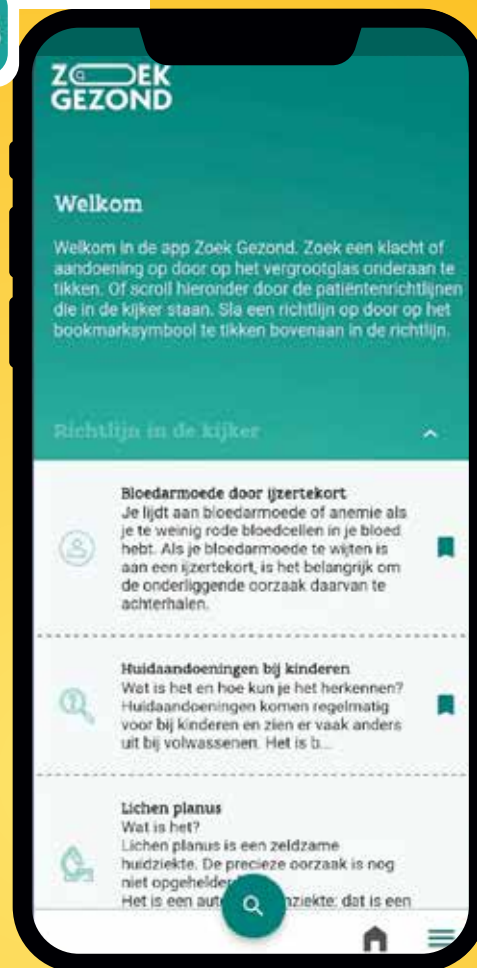 ZOEK
GEZOND
Welkom
Welkom in de app Zoek Gezond. Zoek een klacht of
aandoening op door op het vergrootglas onderaan te
tikken. Of scroll hieronder door de patiëntenrichtlijnen
die in de kijker staan. Sla een richtlijn op door op het
bookmarksymbool te tikken bovenaan in de richtlijn.
Richtlijn in de kijker
Bloedarmoede door ijzertekort
Je lijdt aan bloedarmoede of anemie als
je te weinig rode bloedcellen in je bloed
hebt. Als je bloedarmoede te wijten is
aan een ijzertekort, is het belangrijk om
de onderliggende oorzaak daarvan te
achterhalen.
Huidaandoeningen bij kinderen
Wat is het en hoe kun je het herkennen?
Huidaandoeningen komen regelmatig
voor bij kinderen en zien er vaak anders
uit bij volwassenen. Het is b...
Lichen planus
Wat is het?
Lichen planus is een zeldzame
huidziekte. De precieze oorzaak is nog
niet opgehelder
Het is een aut nziekte: dat is een